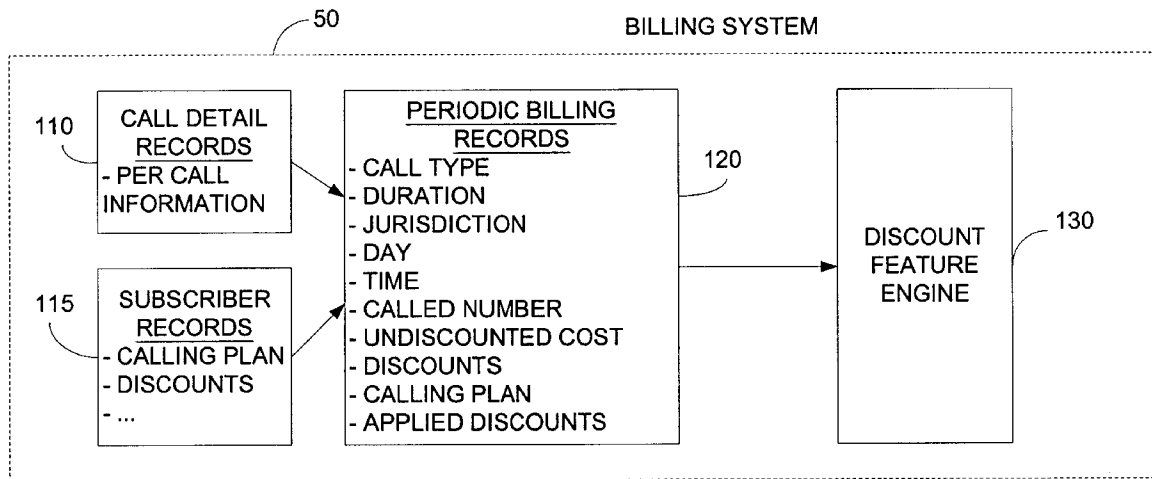 50
BILLING SYSTEM
110
CALL DETAIL
RECORDS
- PER CALL
INFORMATION
115
SUBSCRIBER
RECORDS
- CALLING PLAN
- DISCOUNTS
- ...
PERIODIC BILLING
RECORDS
- CALL TYPE
- DURATION
- JURISDICTION
- DAY
- TIME
- CALLED NUMBER
- UNDISCOUNTED COST
- DISCOUNTS
- CALLING PLAN
- APPLIED DISCOUNTS
120
DISCOUNT
FEATURE
ENGINE
130